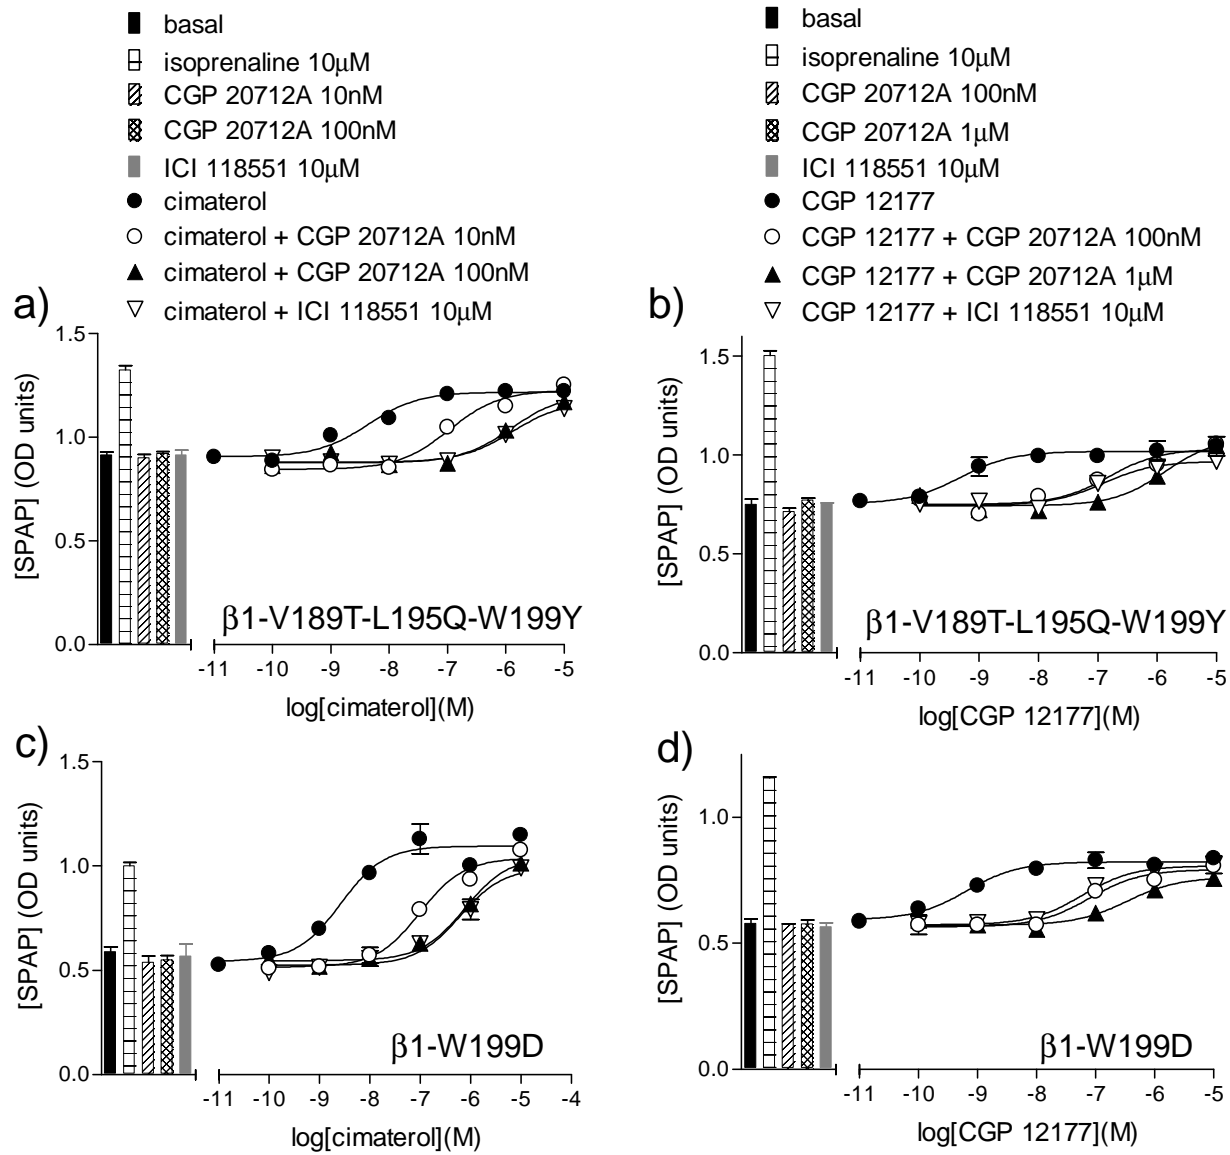 basal
isoprenaline 10μM
CGP 20712A 10nM
CGP 20712A 100nM
ICI 118551 10μM
cimaterol
cimaterol + CGP 20712A 10nM
cimaterol + CGP 20712A 100nM
cimaterol + ICI 118551 10μM
a)
1.5
1.0
0.5
0.0
[SPAP] (OD units)
β1-V189T-L195Q-W199Y
-11 -10 -9 -8 -7 -6 -5
log[cimaterol](M)
basal
isoprenaline 10μM
CGP 20712A 100nM
CGP 20712A 1μM
ICI 118551 10μM
CGP 12177
CGP 12177 + CGP 20712A 100nM
CGP 12177 + CGP 20712A 1μM
CGP 12177 + ICI 118551 10μM
b)
1.5
1.0
0.5
0.0
[SPAP] (OD units)
β1-V189T-L195Q-W199Y
-11 -10 -9 -8 -7 -6 -5
log[CGP 12177](M)
c)
1.5
1.0
0.5
0.0
[SPAP] (OD units)
β1-W199D
-11 -10 -9 -8 -7 -6 -5 -4
log[cimaterol](M)
d)
1.0
0.5
0.0
[SPAP] (OD units)
β1-W199D
-11 -10 -9 -8 -7 -6 -5
log[CGP 12177](M)